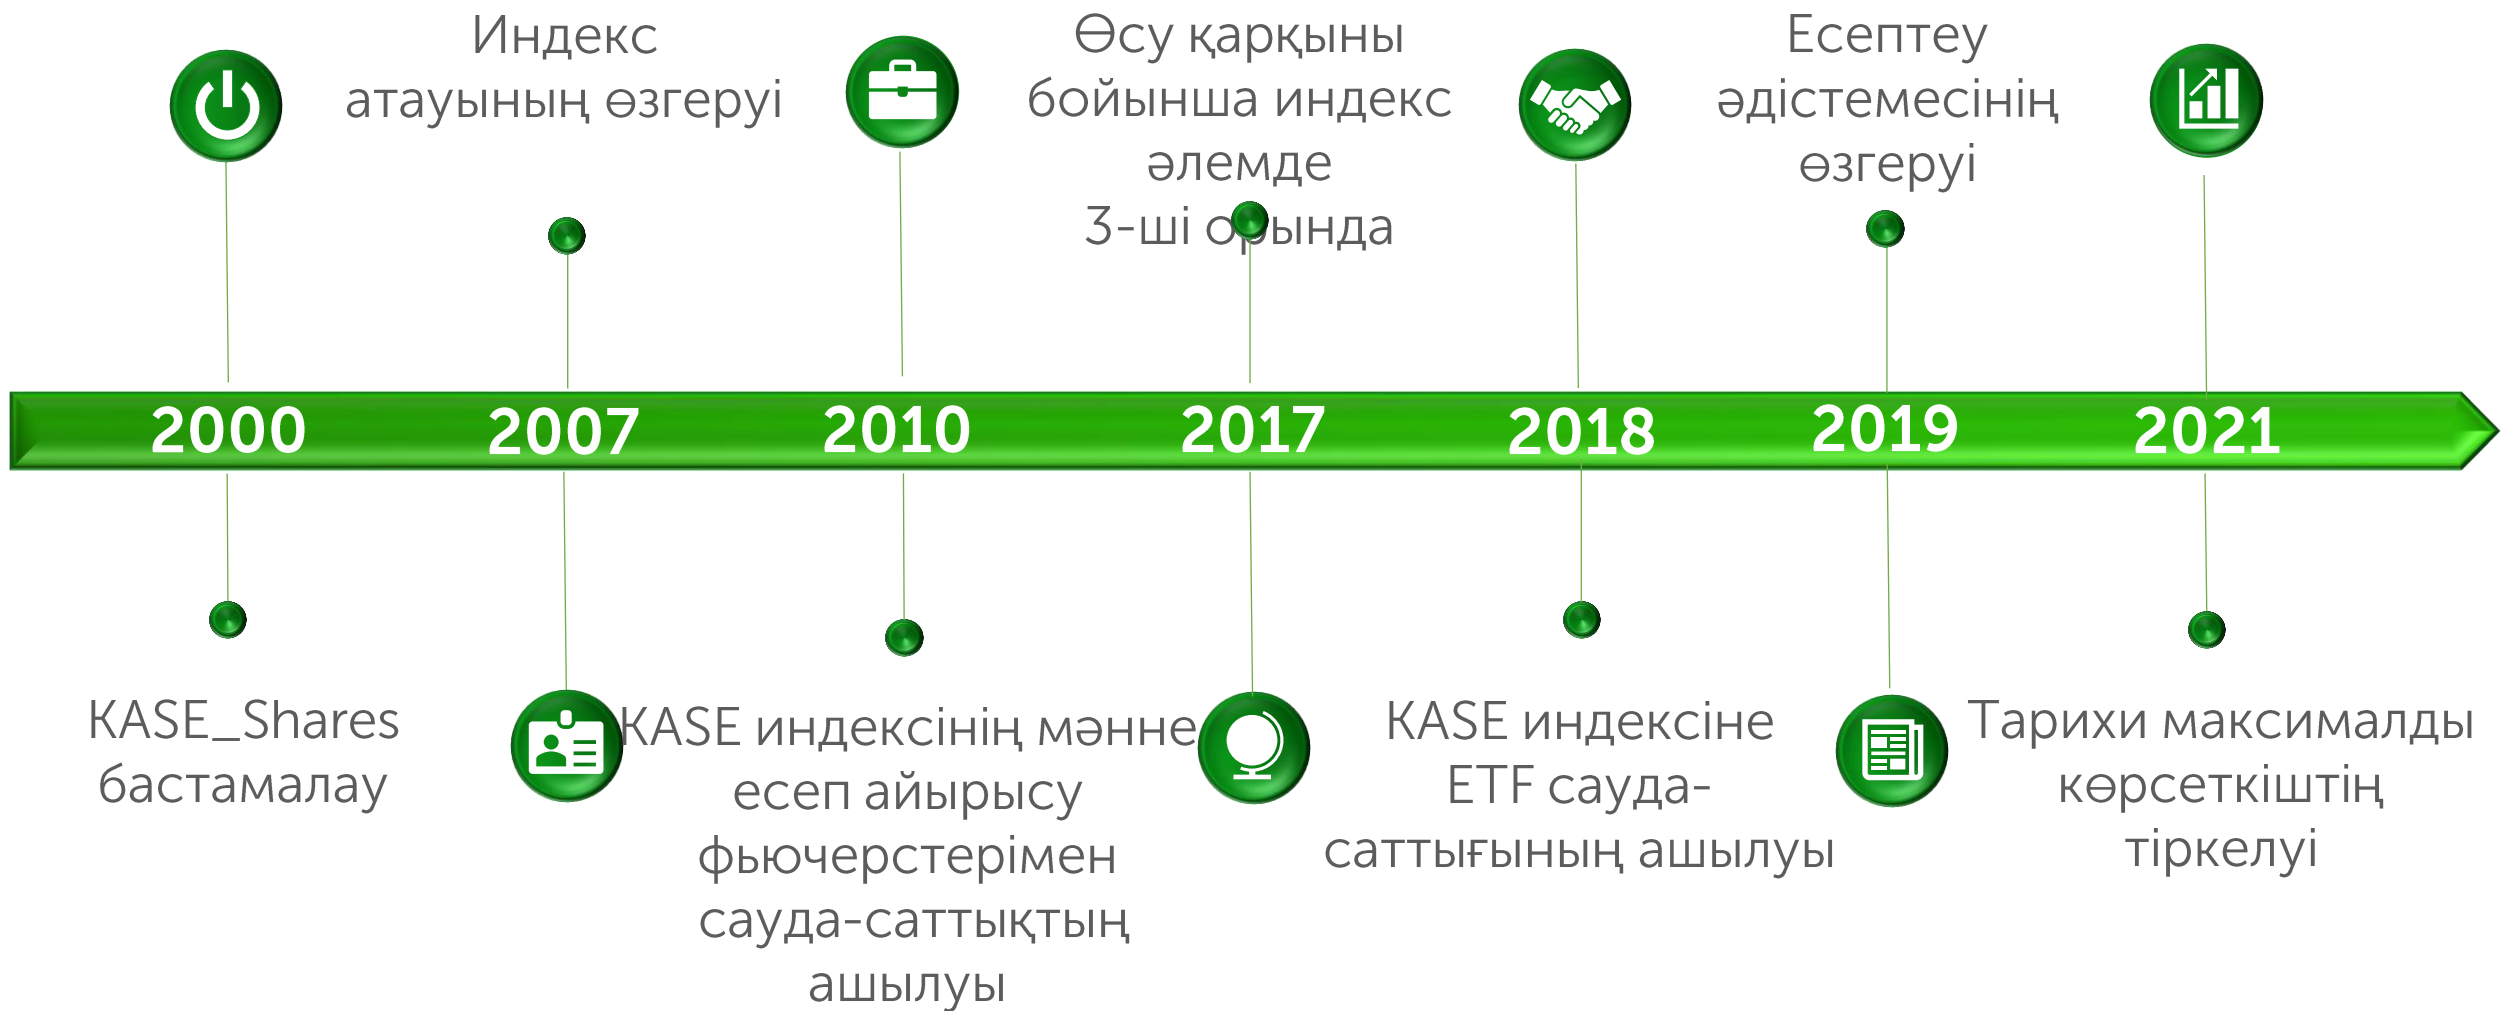 Индекс
атауының өзгеруі
Өсу қарқыны
бойынша индекс
әлемде
3-ші орында
Есептеу
әдістемесінің
өзгеруі
2000
2007
2010
2017
2018
2019
2021
KASE_Shares
бастамалау
KASE индексінің мәнне
есеп айырысу
фьючерстерімен
сауда-саттықтың
ашылуы
KASE индексіне
ETF сауда-
саттығының ашылуы
Тарихи максималды
көрсеткіштің
тіркелуі